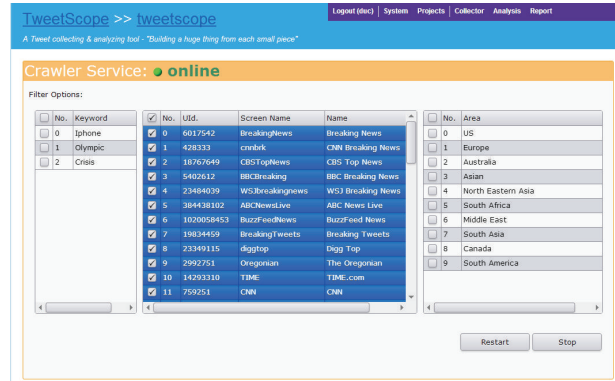 TweetScope >> tweetscope
Logout (duc) System Projects Collector Analysis Report
A Tweet collecting & analyzing tool - "Building a huge thing from each small piece"
Crawler Service: online
Filter Options:
No. Keyword
0 Iphone
1 Olympic
2 Crisis
No. UId. Screen Name Name
0 6017542 BreakingNews Breaking News
1 428333 cnnbrk CNN Breaking News
2 18767649 CBSTopNews CBS Top News
3 5402612 BBCBreaking BBC Breaking News
4 23484039 WSJbreakingnews WSJ Breaking News
5 384438102 ABCNewsLive ABC News Live
6 1020058453 BuzzFeedNews BuzzFeed News
7 19834459 BreakingTweets Breaking Tweets
8 23349115 diggtop Digg Top
9 2992751 Oregonian The Oregonian
10 14293310 TIME TIME.com
11 759251 CNN CNN
No. Area
0 US
1 Europe
2 Australia
3 Asian
4 North Eastern Asia
5 South Africa
6 Middle East
7 South Asia
8 Canada
9 South America
Restart Stop